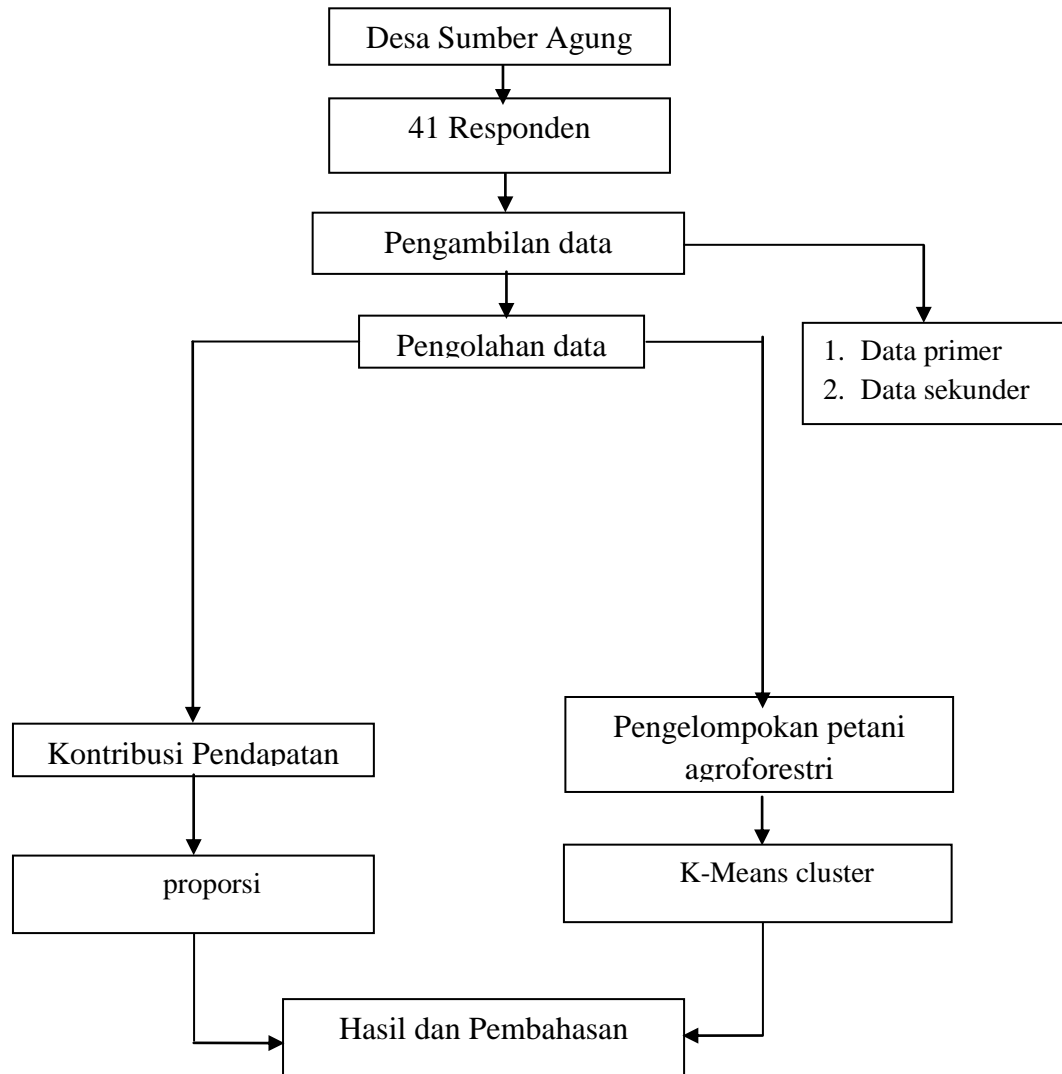 Desa Sumber Agung
41 Responden
Pengambilan data
Pengolahan data
1. Data primer
2. Data sekunder
Kontribusi Pendapatan
Pengelompokan petani
agroforestri
proporsi
K-Means cluster
Hasil dan Pembahasan